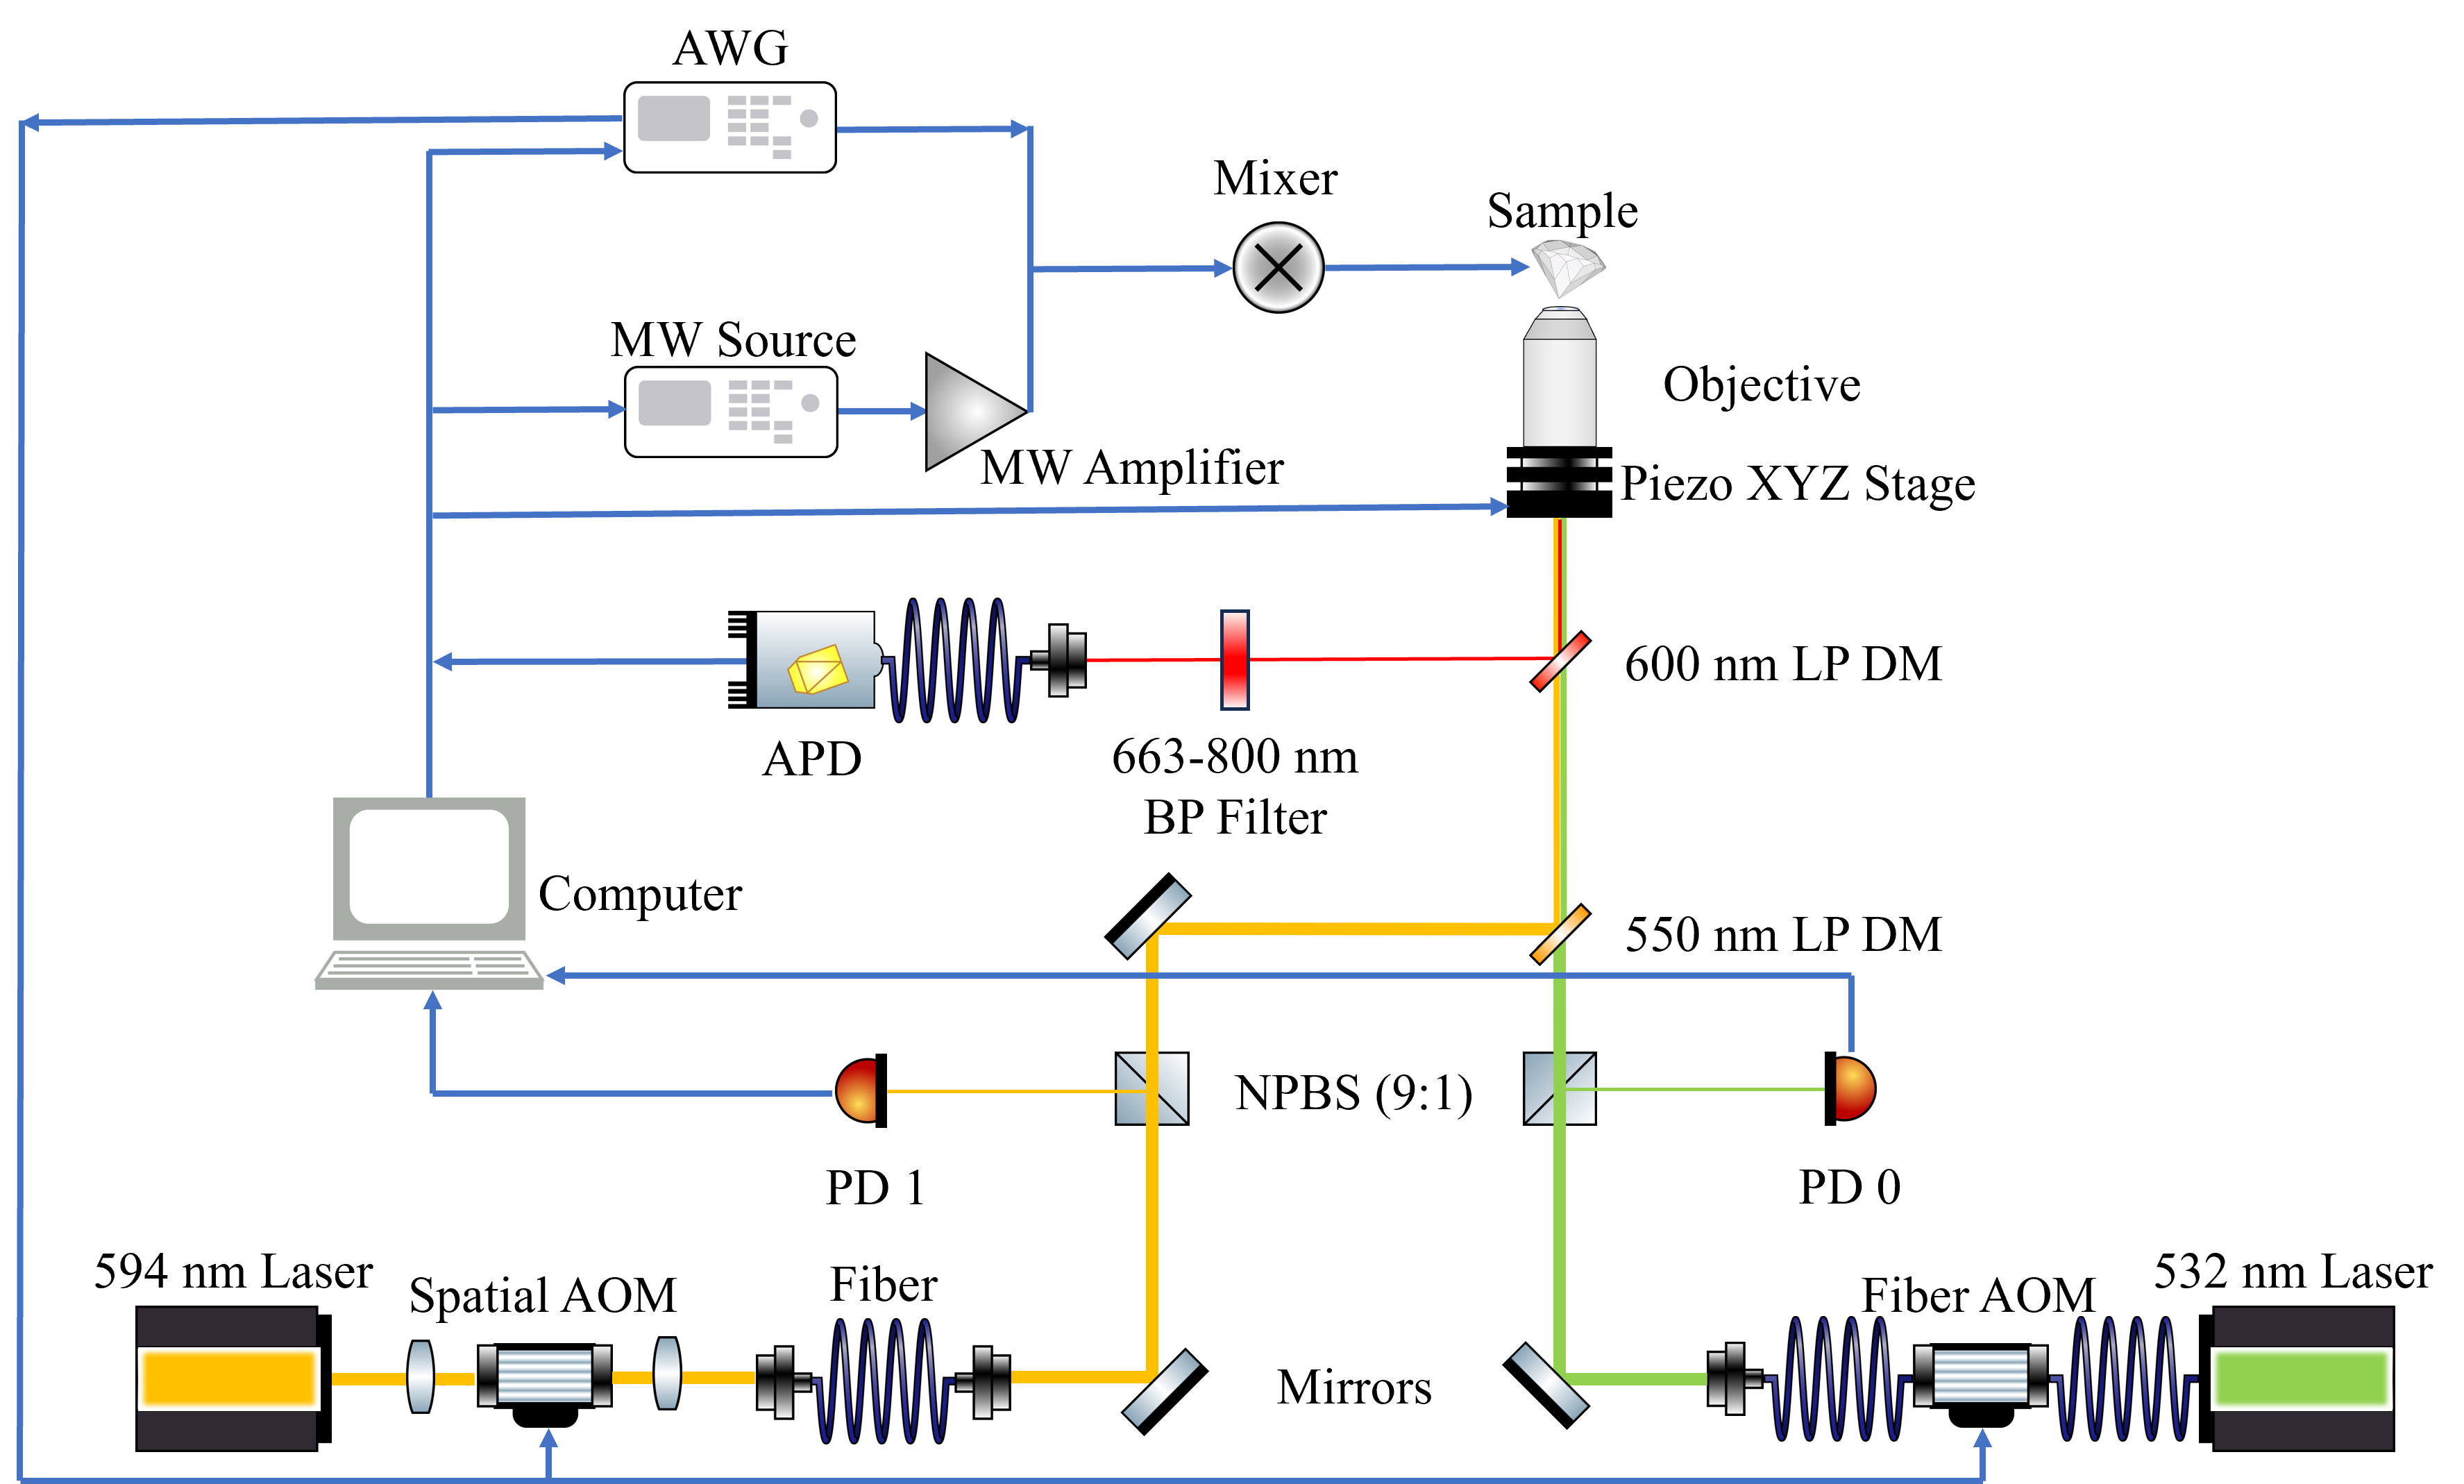 AWG
Mixer
Sample
MW Source
Objective
MW Amplifier
Piezo XYZ Stage
600 nm LP DM
APD
663-800 nm
BP Filter
Computer
550 nm LP DM
NPBS (9:1)
PD 1
PD 0
594 nm Laser
Spatial AOM
Fiber
Fiber AOM
532 nm Laser
Mirrors